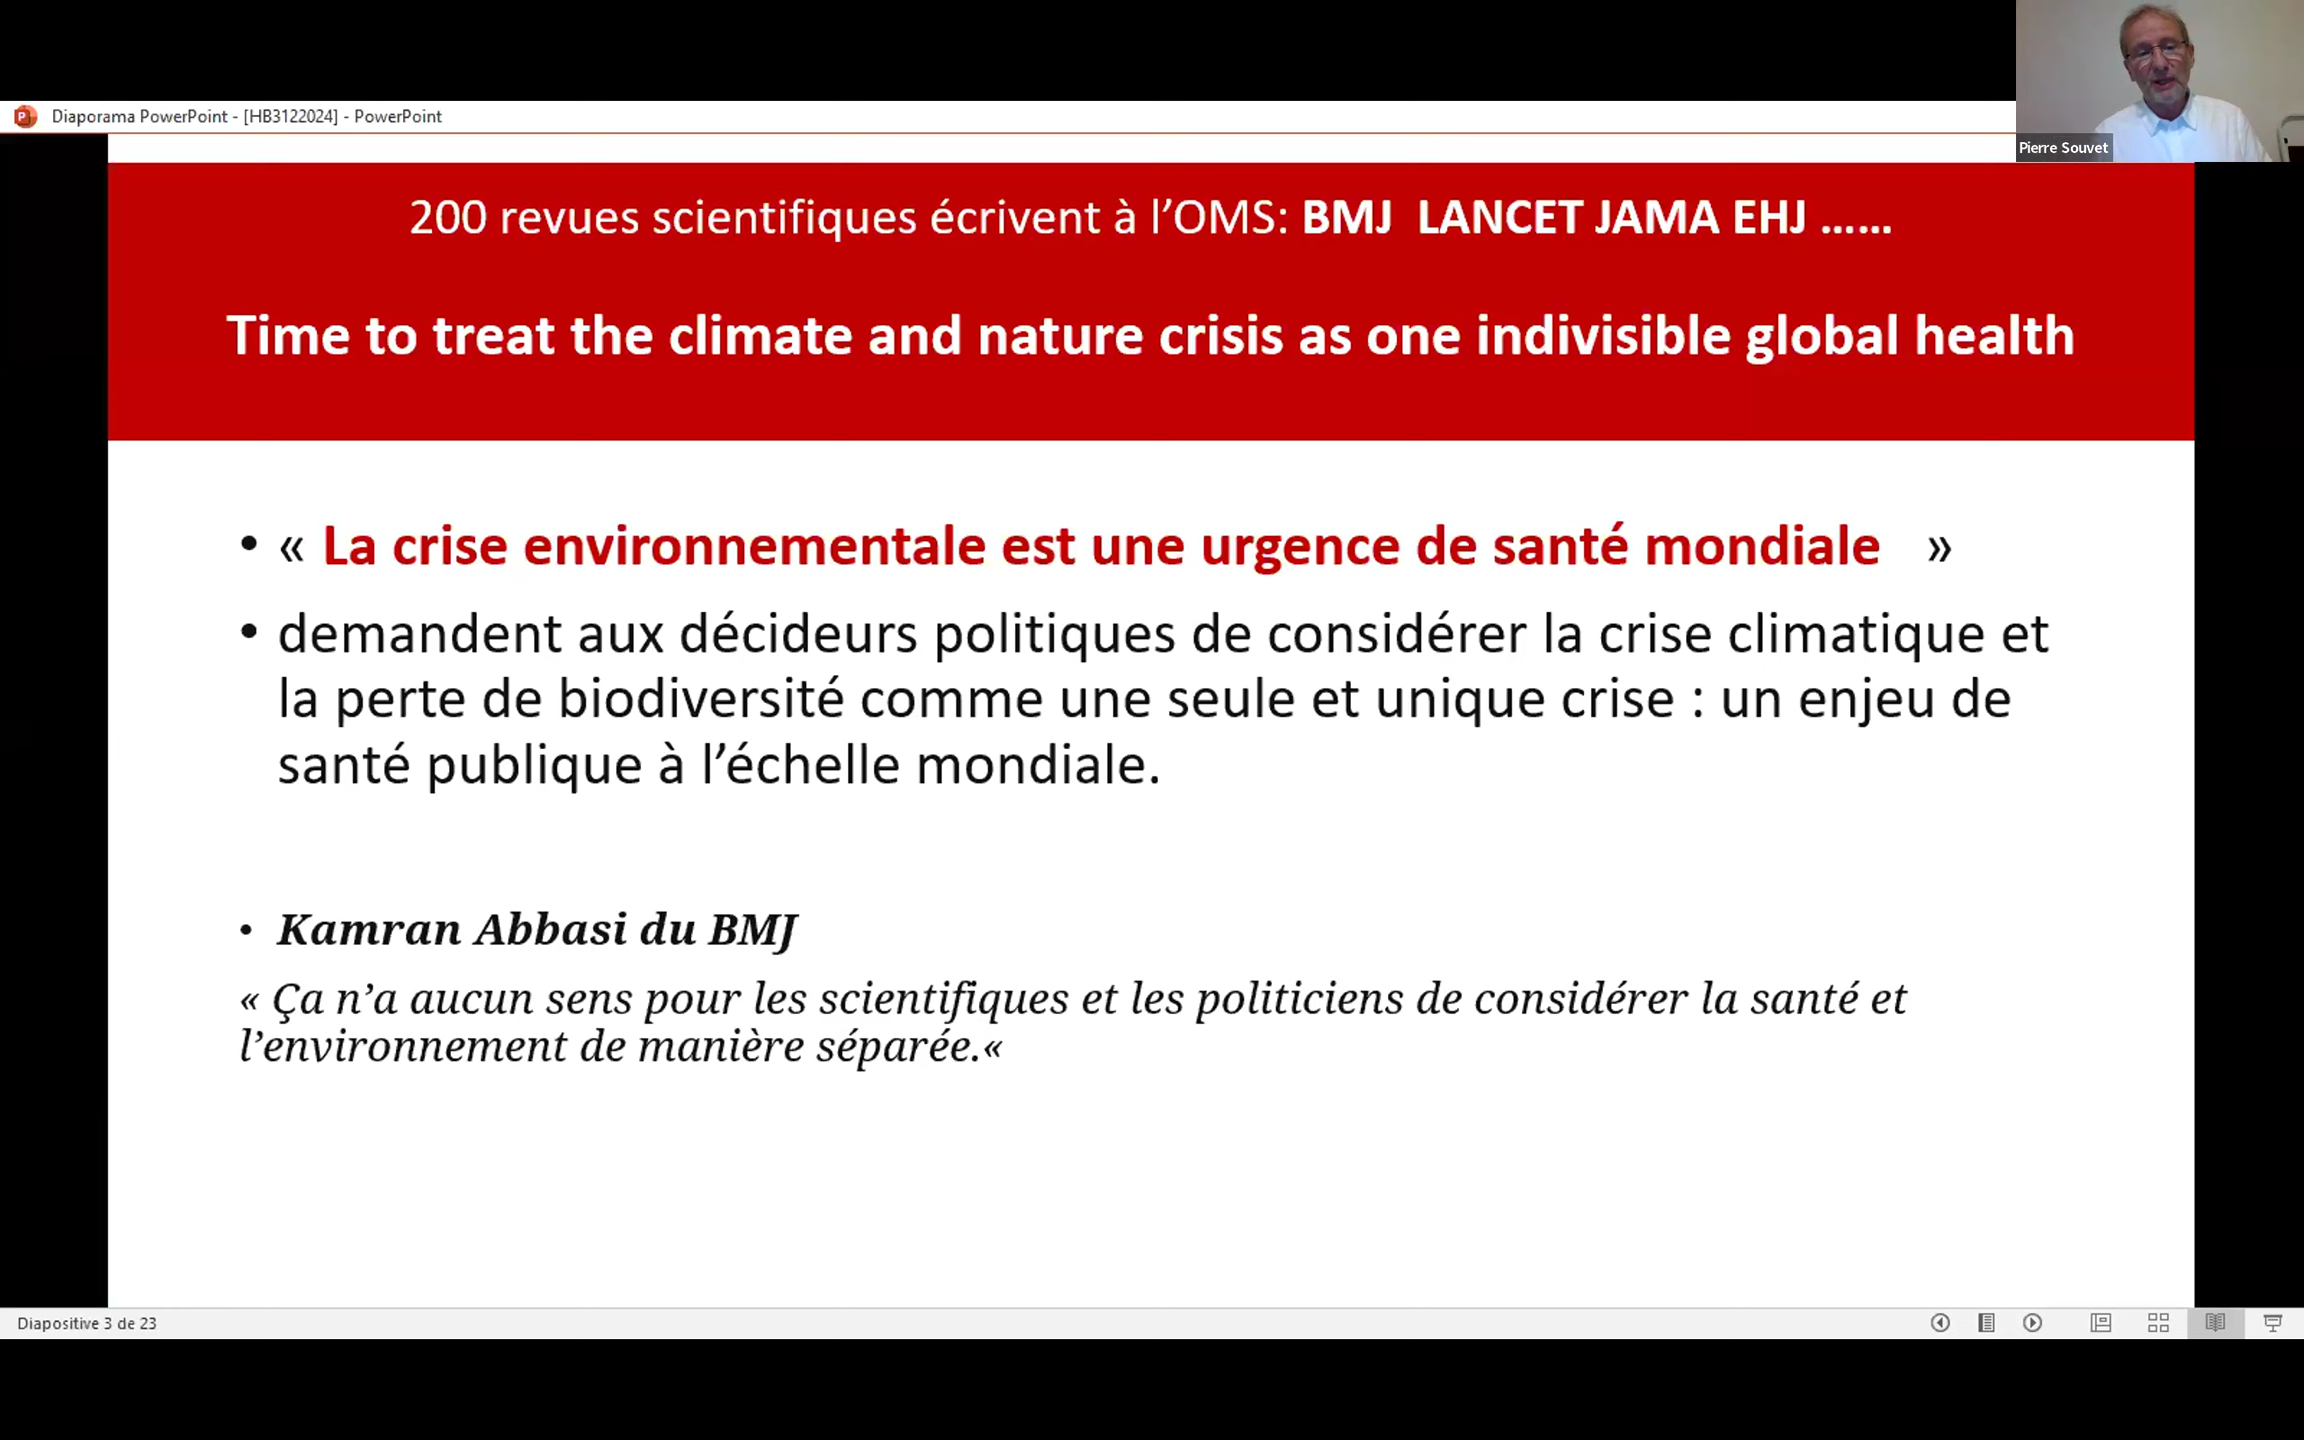 Pierre Souvet
Diaporama PowerPoint - [HB3122024] - PowerPoint
200 revues scientifiques écrivent à l’OMS: BMJ LANCET JAMA EHJ ......
Time to treat the climate and nature crisis as one indivisible global health
• « La crise environnementale est une urgence de santé mondiale »
• demandent aux décideurs politiques de considérer la crise climatique et
la perte de biodiversité comme une seule et unique crise : un enjeu de
santé publique à l’échelle mondiale.
• Kamran Abbasi du BMJ
« Ça n’a aucun sens pour les scientifiques et les politiciens de considérer la santé et
l’environnement de manière séparée.«
Diapositive 3 de 23